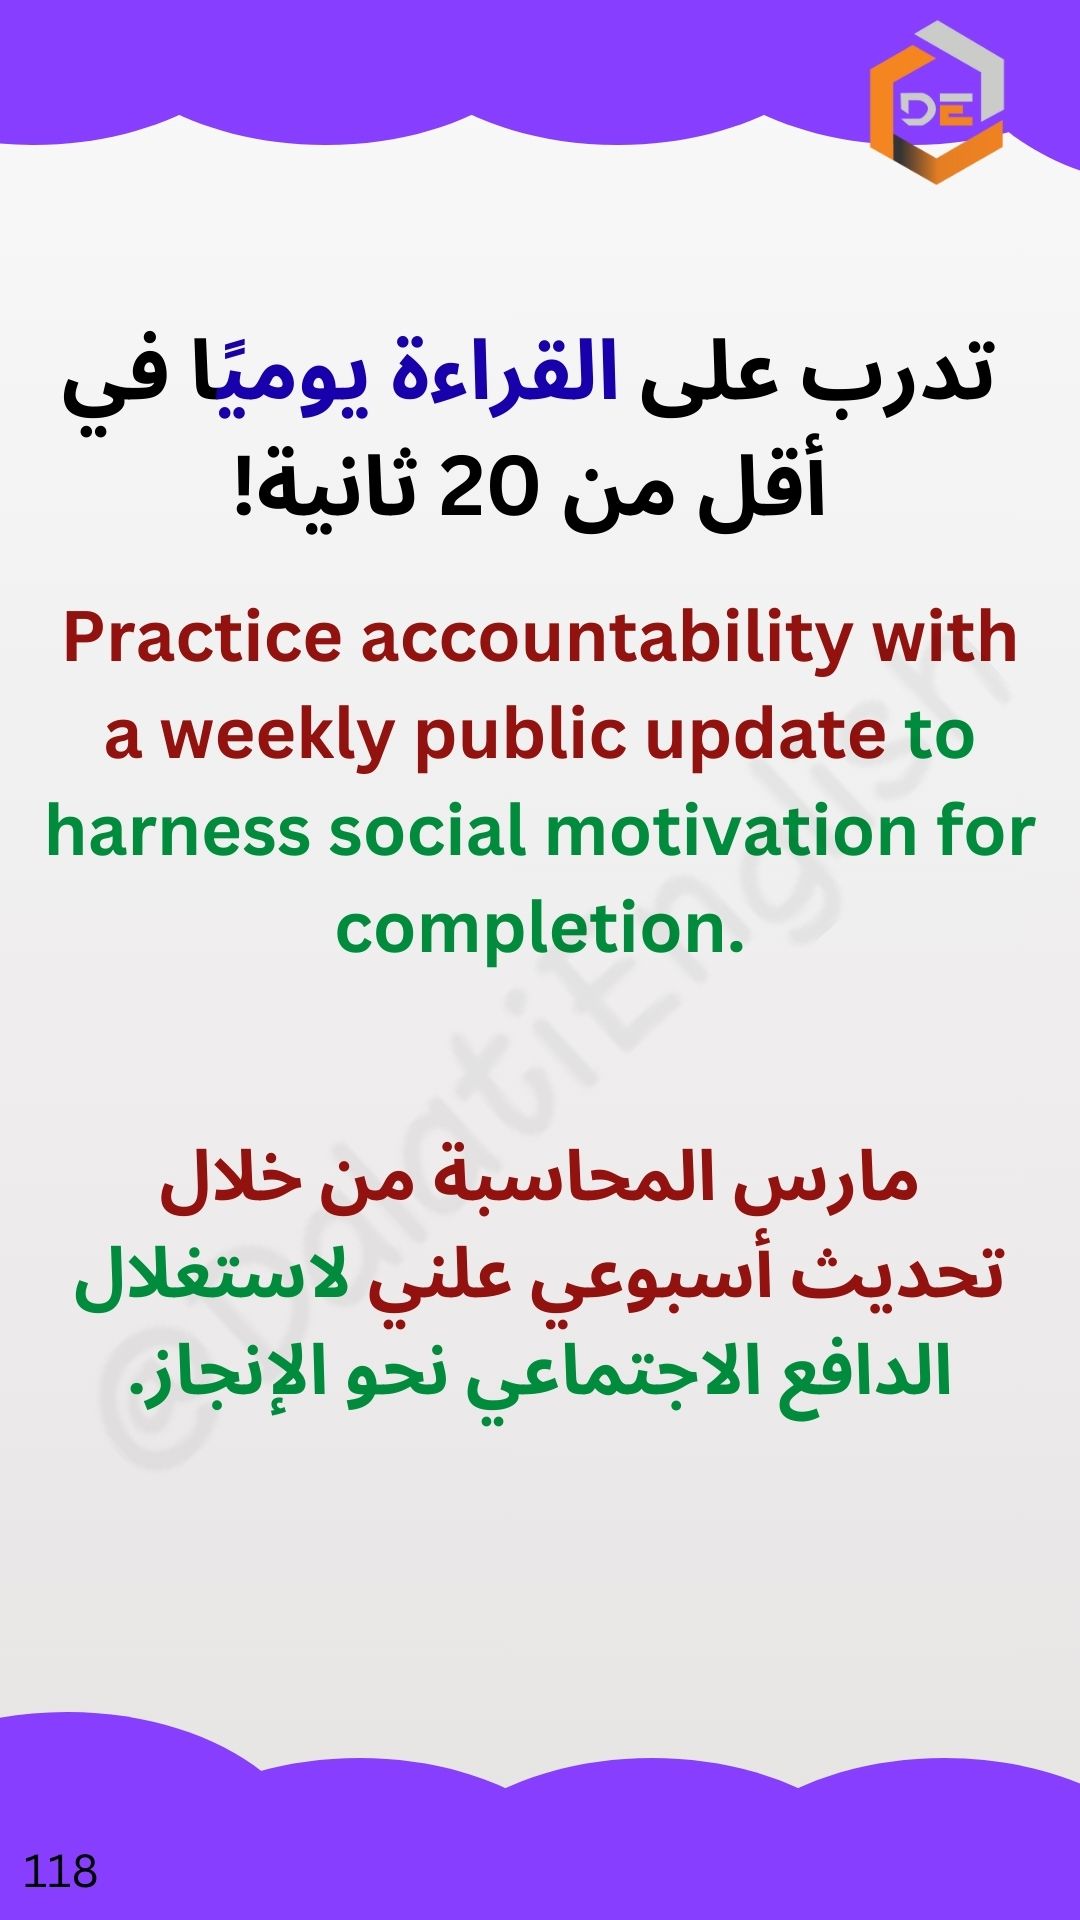 DE
تدرب على القراءة يوميًا في
أقل من 20 ثانية!
Practice accountability with
a weekly public update to
harness social motivation for
completion.
مارس المحاسبة من خلال
تحديث أسبوعي علني لاستغلال
الدافع الاجتماعي نحو الإنجاز.
@DalatiEnglish
118